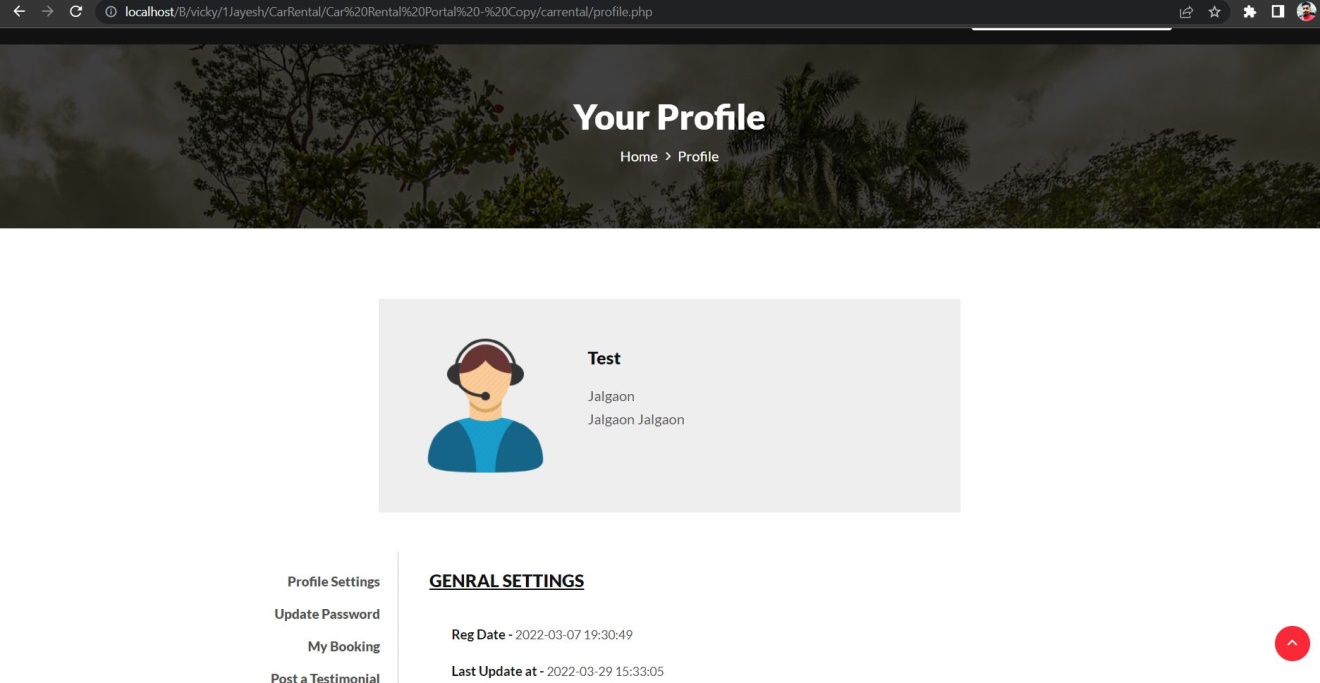 localhost/B/vicky/1Jayesh/CarRental/Car%20Rental%20Portal%20-%20Copy/carrental/profile.php
Your Profile
Home > Profile
Test
Jalgaon
Jalgaon Jalgaon
Profile Settings
Update Password
My Booking
Post a Testimonial
GENRAL SETTINGS
Reg Date - 2022-03-07 19:30:49
Last Update at - 2022-03-29 15:33:05